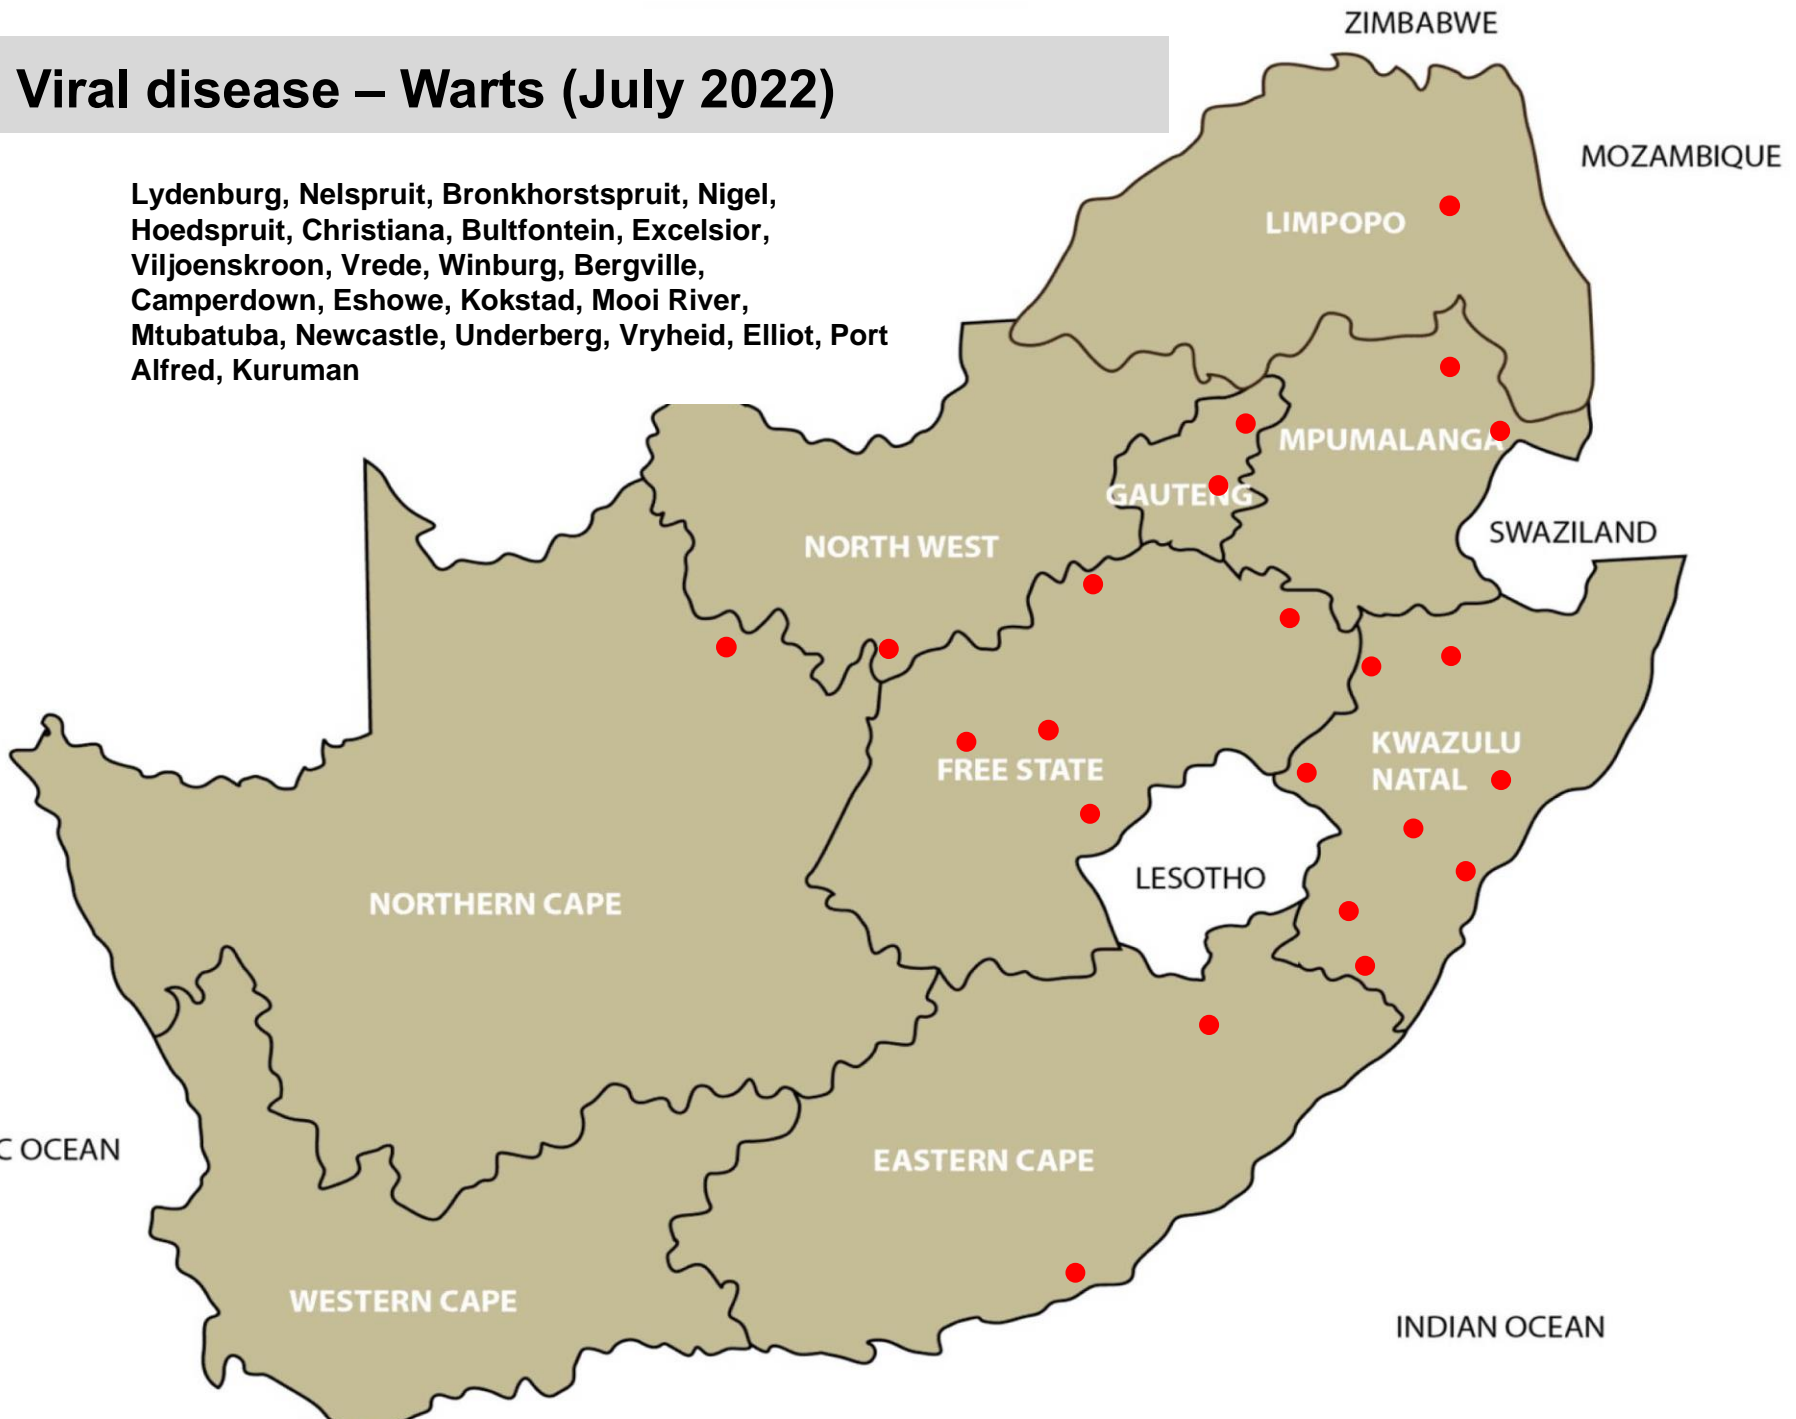 ZIMBABWE
Viral disease – Warts (July 2022)
MOZAMBIQUE
Lydenburg, Nelspruit, Bronkhorstspruit, Nigel,
Hoedspruit, Christiana, Bultfontein, Excelsior,
Viljoenskroon, Vrede, Winburg, Bergville,
Camperdown, Eshowe, Kokstad, Mooi River,
Mtubatuba, Newcastle, Underberg, Vryheid, Elliot, Port
Alfred, Kuruman
LIMPOPO
MPUMALANGA
GAUTENG
SWAZILAND
NORTH WEST
KWAZULU
NATAL
FREE STATE
LESOTHO
NORTHERN CAPE
C OCEAN
EASTERN CAPE
WESTERN CAPE
INDIAN OCEAN